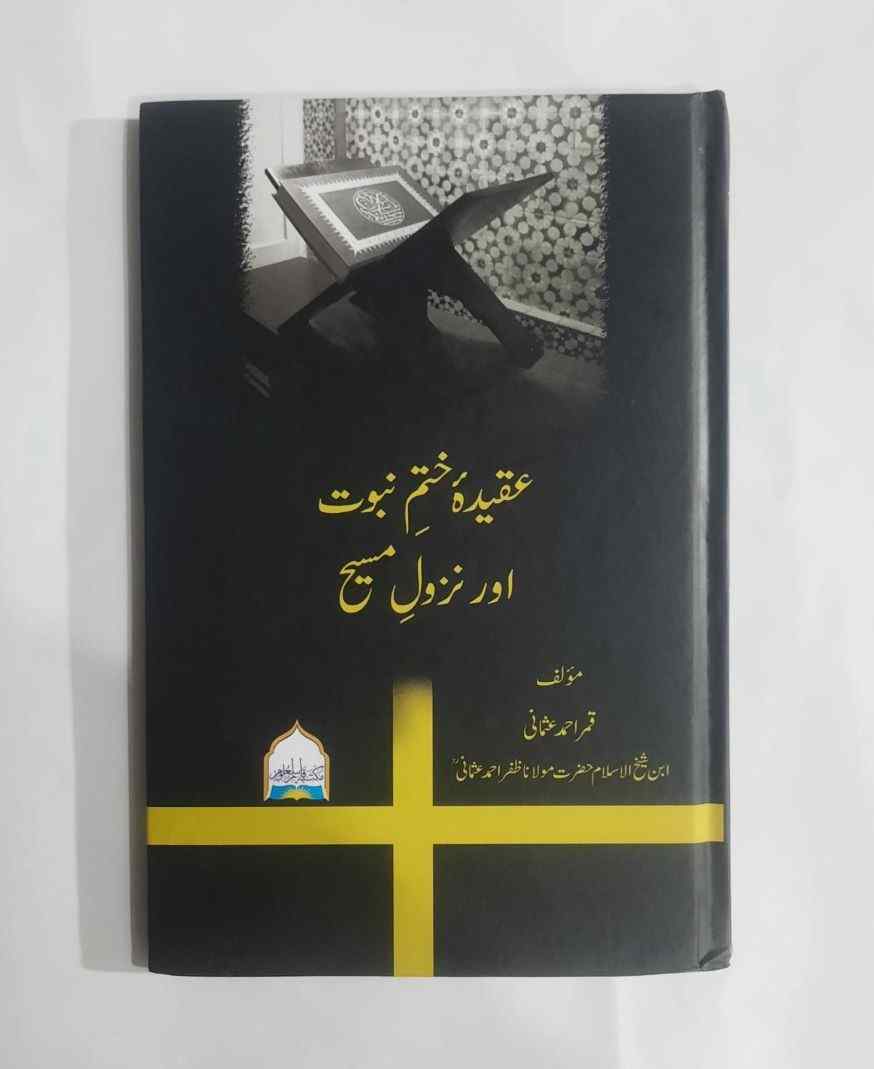 عقیدۂ ختمِ نبوت
اور نزولِ مسیح
مؤلف
قمر احمد عثمانی
ابن شیخ الاسلام حضرت مولانا ظفر احمد عثمانیؒ